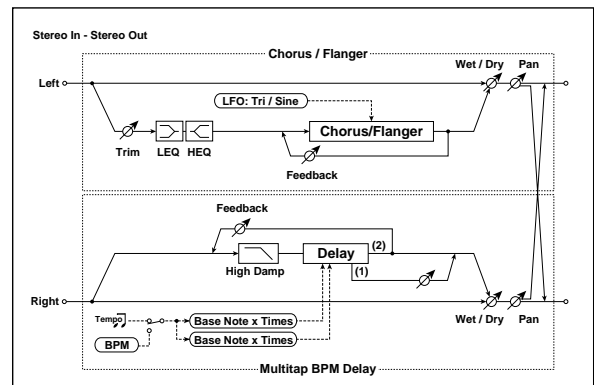 Stereo In - Stereo Out
Chorus / Flanger
Wet / Dry
Pan
Left
LFO: Tri / Sine
Chorus/Flanger
Trim
LEQ
HEQ
Feedback
Feedback
High Damp
Delay
(2)
(1)
Right
Tempo
BPM
Base Note x Times
Base Note x Times
Wet / Dry
Pan
Multitap BPM Delay